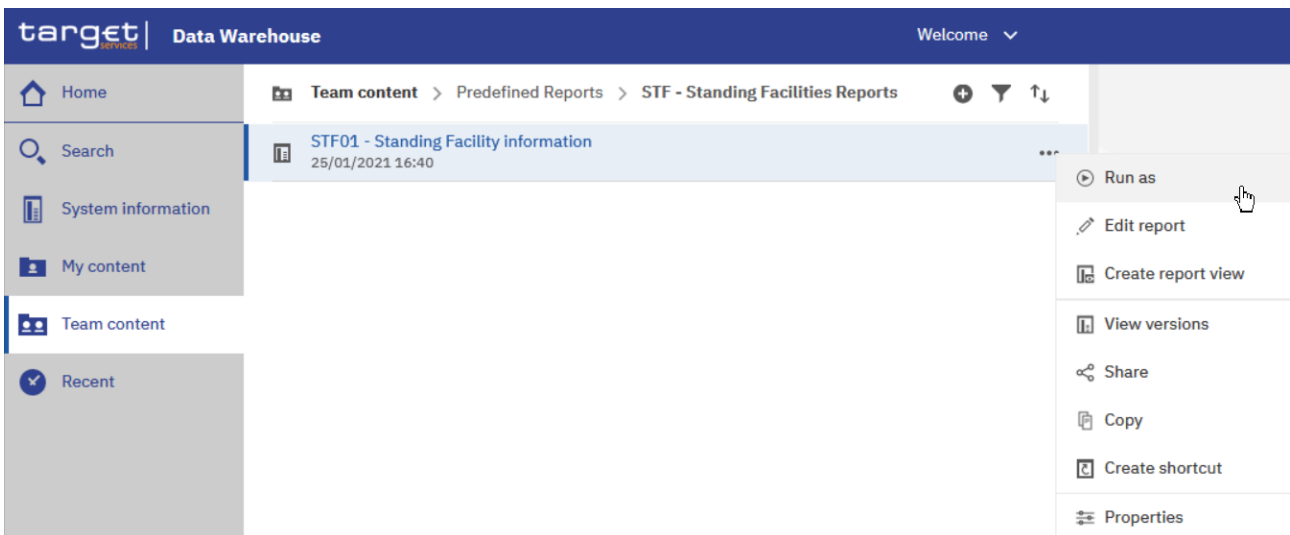 target services | Data Warehouse
Welcome
Home
Search
System information
My content
Team content
Recent
Team content > Predefined Reports > STF - Standing Facilities Reports
STF01 - Standing Facility information
25/01/2021 16:40
Run as
Edit report
Create report view
View versions
Share
Copy
Create shortcut
Properties